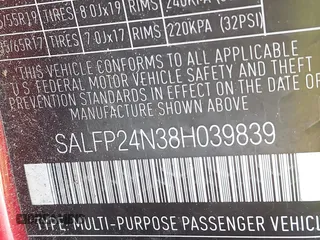 /55R19 TIRES 8.0Jx19 RIMS 240KPA
5/65R17 TIRES 7.0Jx17 RIMS 220KPA (32PSI)
THIS VEHICLE CONFORMS TO ALL APPLICABLE
U.S FEDERAL MOTOR VEHICLE SAFETY AND
THEFT PREVENTION STANDARDS IN EFFECT ON THE
DATE OF MANUFACTURE SHOWN ABOVE
SALFP24N38H039839
TYPE: MULTI-PURPOSE PASSENGER VEHICL